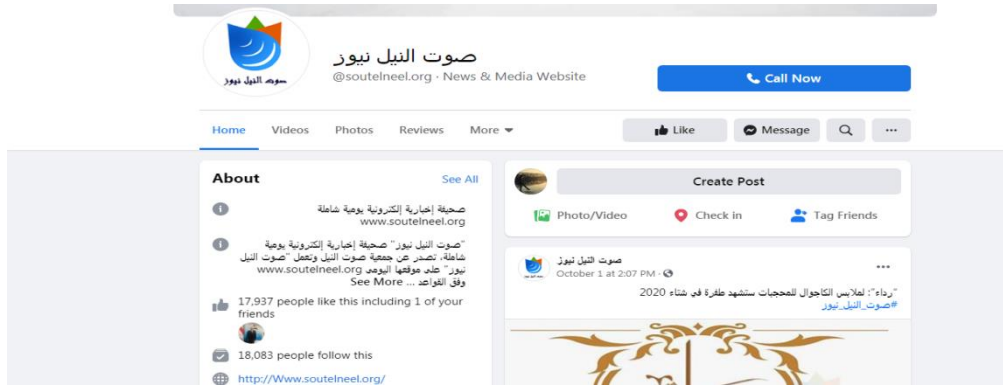 صوت النيل نيوز
صوت النيل نيوز
@soutelneel.org · News & Media Website
Call Now
Home
Videos
Photos
Reviews
More
Like
Message
About
See All
صحيفة إخبارية إلكترونية يومية شاملة
www.soutelneel.org
"صوت النيل نيوز" صحيفة إخبارية إلكترونية يومية
شاملة، تصدر عن جمعية صوت النيل وتعمل "صوت النيل
نيوز" على موقعها اليومى www.soutelneel.org
وفق القواعد ... See More
17,937 people like this including 1 of your
friends
18,083 people follow this
http://Www.soutelneel.org/
Create Post
Photo/Video
Check in
Tag Friends
صوت النيل نيوز
October 1 at 2:07 PM ·
"رداء": لملابس الكاجوال للمحجبات ستشهد طفرة في شتاء 2020
#صوت_النيل_نيوز